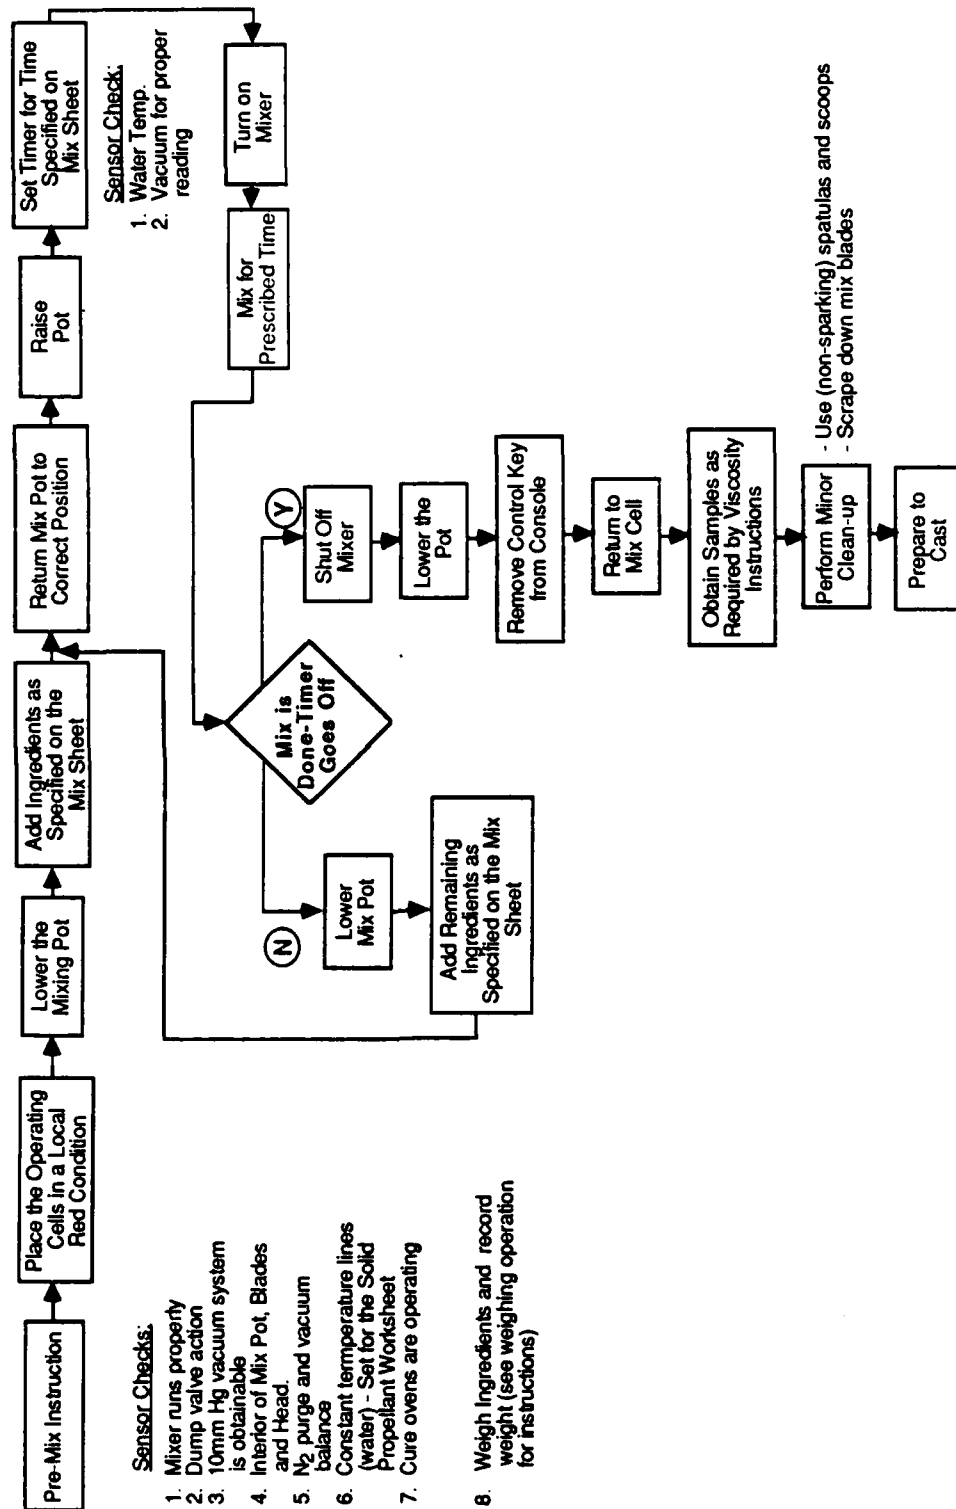 Pre-Mix Instruction
Place the Operating
Cells in a Local
Red Condition
Lower the
Mixing Pot
Add Ingredients as
Specified on the
Mix Sheet
Return Mix Pot to
Correct Position
Raise
Pot
Set Timer for Time
Specified on
Mix Sheet
Sensor Check:
1. Water Temp.
2. Vacuum for proper
reading
Turn on
Mixer
Mix for
Prescribed Time
Mix is
Done-Timer
Goes Off
N
Lower
Mix Pot
Add Remaining
Ingredients as
Specified on the Mix
Sheet
Y
Shut Off
Mixer
Lower the
Pot
Remove Control Key
from Console
Return to
Mix Cell
Obtain Samples as
Required by Viscosity
Instructions
Perform Minor
Clean-up
- Use (non-sparking) spatulas and scoops
- Scrape down mix blades
Prepare to
Cast
Sensor Checks:
1. Mixer runs properly
2. Dump valve action
3. 10mm Hg vacuum system
is obtainable
4. Interior of Mix Pot, Blades
and Head.
5. N2 purge and vacuum
balance
6. Constant termperature lines
(water) - Set for the Solid
Propellant Worksheet
7. Cure ovens are operating
8. Weigh Ingredients and record
weight (see weighing operation
for instructions)